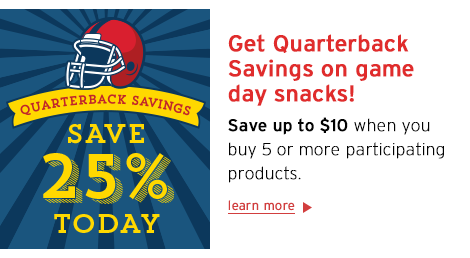 QUARTERBACK SAVINGS
SAVE
25%
TODAY
Get Quarterback
Savings on game
day snacks!
Save up to $10 when you
buy 5 or more participating
products.
learn more